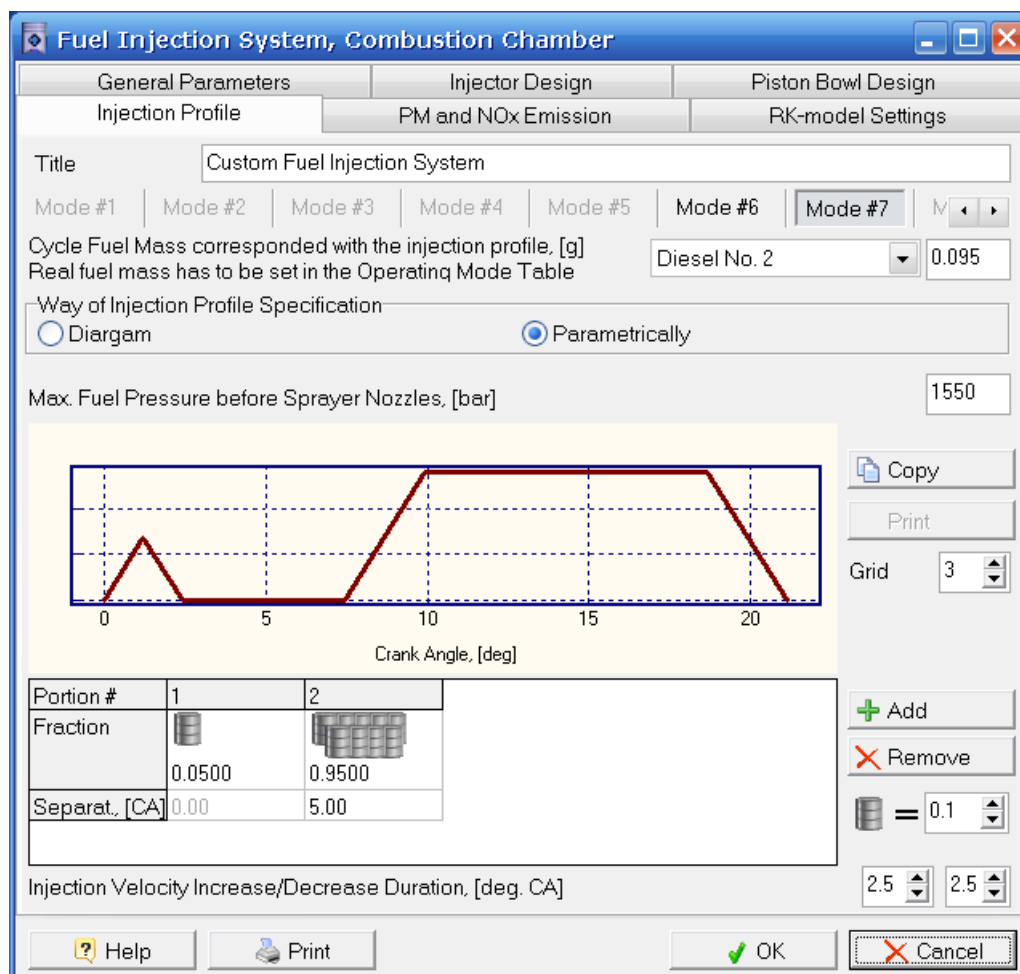 Fuel Injection System, Combustion Chamber
General Parameters Injector Design Piston Bowl Design
Injection Profile PM and NOx Emission RK-model Settings
Title Custom Fuel Injection System
Mode #1 Mode #2 Mode #3 Mode #4 Mode #5 Mode #6 Mode #7 M
Cycle Fuel Mass corresponded with the injection profile, [g]
Real fuel mass has to be set in the Operating Mode Table
Diesel No. 2 0.095
Way of Injection Profile Specification
Diargam Parametrically
Max. Fuel Pressure before Sprayer Nozzles, [bar] 1550
Copy
Print
Grid 3
0 5 10 15 20
Crank Angle, [deg]
Portion # 1 2
Fraction
0.0500 0.9500
Separat., [CA] 0.00 5.00
Add
Remove
= 0.1
Injection Velocity Increase/Decrease Duration, [deg. CA] 2.5 2.5
Help Print OK Cancel